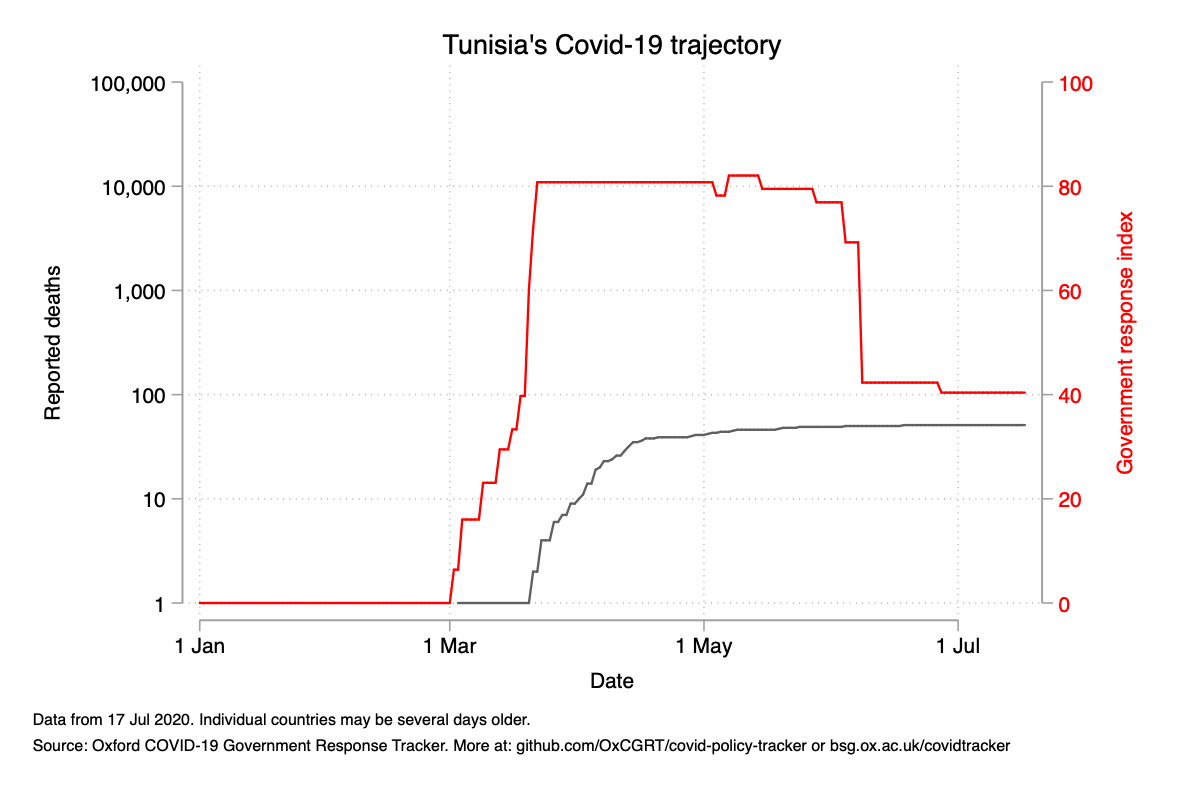 Tunisia's Covid-19 trajectory
100,000
10,000
1,000
100
10
1
Reported deaths
100
80
60
40
20
0
Government response index
1 Jan
1 Mar
1 May
1 Jul
Date
Data from 17 Jul 2020. Individual countries may be several days older.
Source: Oxford COVID-19 Government Response Tracker. More at: github.com/OxCGRT/covid-policy-tracker or bsg.ox.ac.uk/covidtracker